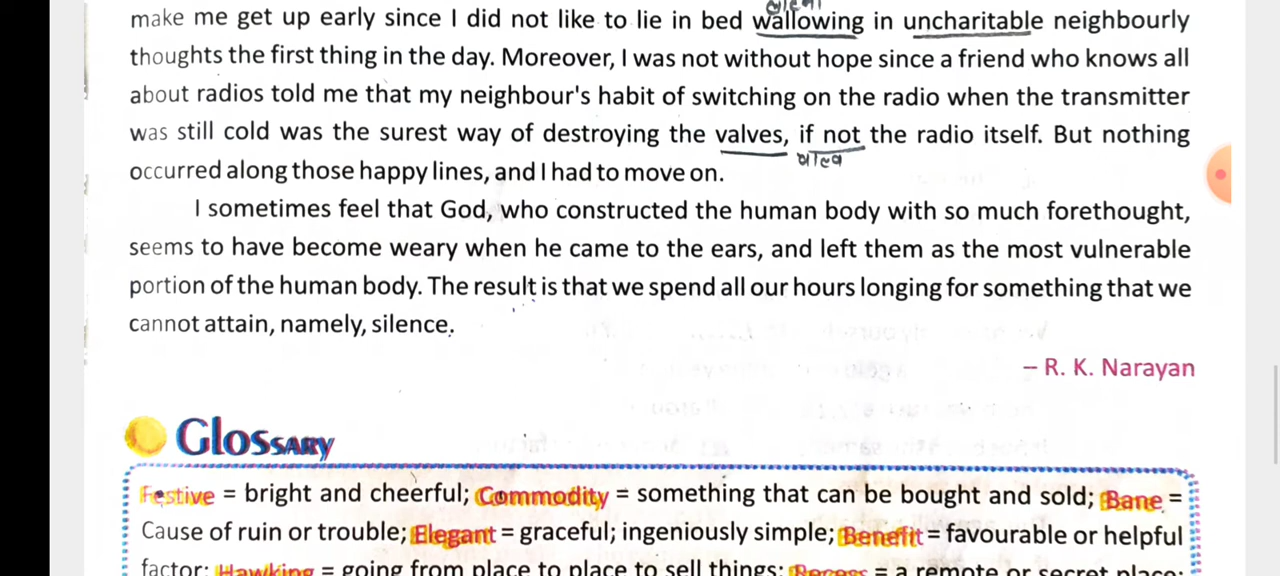 make me get up early since I did not like to lie in bed wallowing in uncharitable neighbourly
thoughts the first thing in the day. Moreover, I was not without hope since a friend who knows all
about radios told me that my neighbour's habit of switching on the radio when the transmitter
was still cold was the surest way of destroying the valves, if not the radio itself. But nothing
occurred along those happy lines, and I had to move on.
I sometimes feel that God, who constructed the human body with so much forethought,
seems to have become weary when he came to the ears, and left them as the most vulnerable
portion of the human body. The result is that we spend all our hours longing for something that we
cannot attain, namely, silence.
– R. K. Narayan
Glossary
Festive = bright and cheerful; Commodity = something that can be bought and sold; Bane =
Cause of ruin or trouble; Elegant = graceful; ingeniously simple; Benefit = favourable or helpful
factor; Hawking = going from place to place to sell things; Recess = a remote or secret place;